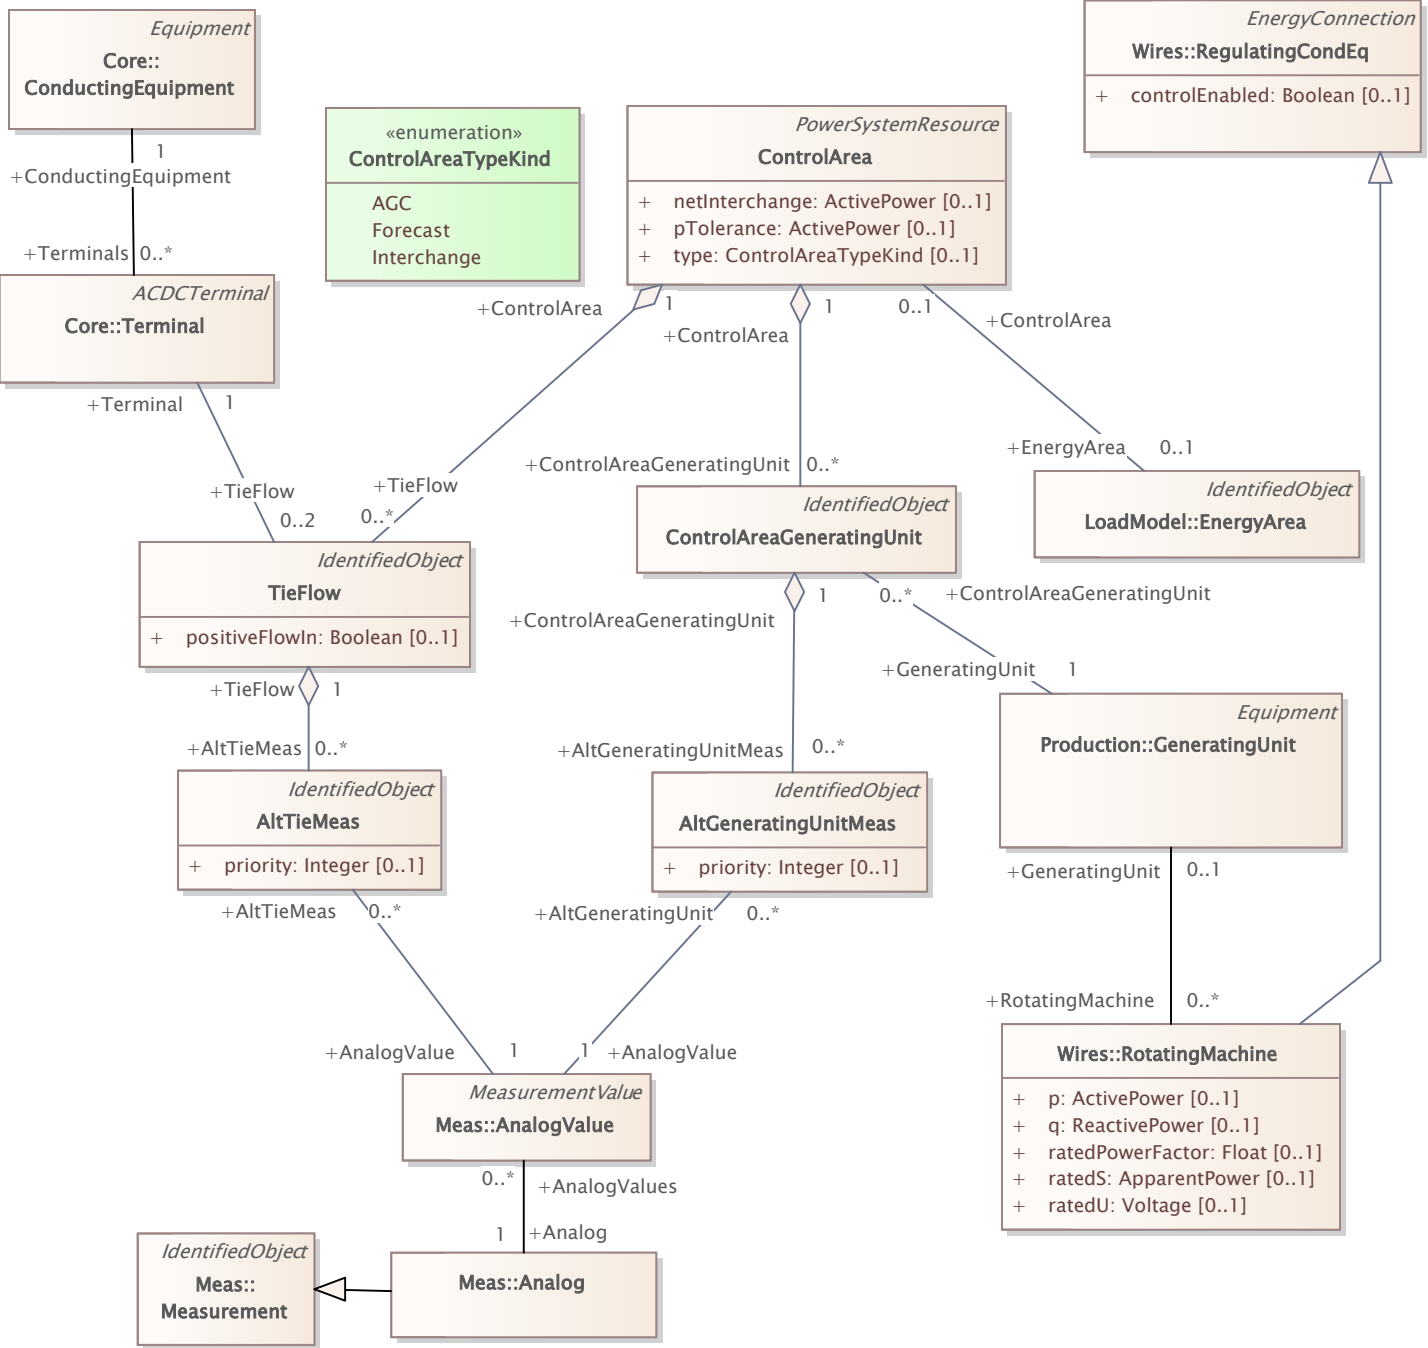 Equipment
Core::
ConductingEquipment
1
+ConductingEquipment
+Terminals 0..*
ACDCTerminal
Core::Terminal
+Terminal 1
«enumeration»
ControlAreaTypeKind
AGC
Forecast
Interchange
PowerSystemResource
ControlArea
+ netInterchange: ActivePower [0..1]
+ pTolerance: ActivePower [0..1]
+ type: ControlAreaTypeKind [0..1]
EnergyConnection
Wires::RegulatingCondEq
+ controlEnabled: Boolean [0..1]
+ControlArea 1
+ControlArea 1
0..1 +ControlArea
+TieFlow
0..2
+TieFlow
0..*
+ControlAreaGeneratingUnit 0..*
+EnergyArea 0..1
IdentifiedObject
LoadModel::EnergyArea
IdentifiedObject
ControlAreaGeneratingUnit
IdentifiedObject
TieFlow
+ positiveFlowIn: Boolean [0..1]
+TieFlow 1
1
+ControlAreaGeneratingUnit
0..* +ControlAreaGeneratingUnit
+GeneratingUnit 1
+AltTieMeas 0..*
+AltGeneratingUnitMeas 0..*
Equipment
Production::GeneratingUnit
IdentifiedObject
AltTieMeas
+ priority: Integer [0..1]
IdentifiedObject
AltGeneratingUnitMeas
+ priority: Integer [0..1]
+GeneratingUnit 0..1
+AltTieMeas 0..*
+AltGeneratingUnit 0..*
+RotatingMachine 0..*
+AnalogValue 1
1 +AnalogValue
Wires::RotatingMachine
+ p: ActivePower [0..1]
+ q: ReactivePower [0..1]
+ ratedPowerFactor: Float [0..1]
+ ratedS: ApparentPower [0..1]
+ ratedU: Voltage [0..1]
MeasurementValue
Meas::AnalogValue
0..* +AnalogValues
1 +Analog
IdentifiedObject
Meas::
Measurement
Meas::Analog